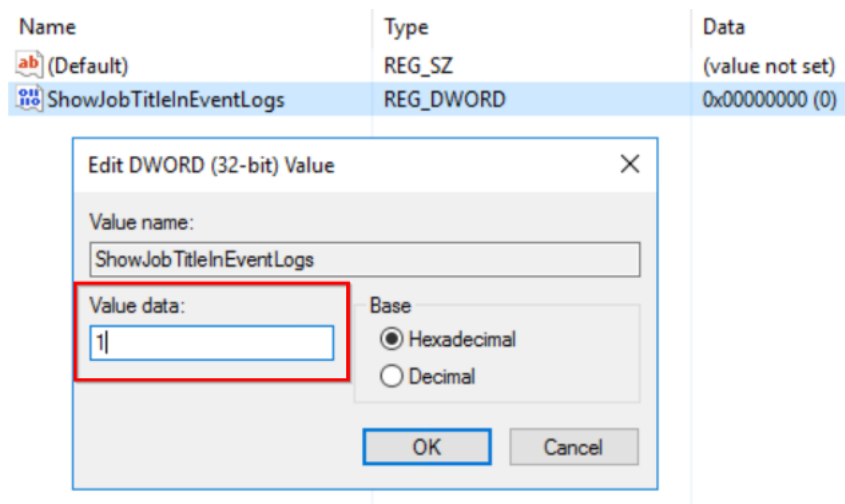 Name Type Data
(Default) REG_SZ (value not set)
ShowJobTitleInEventLogs REG_DWORD 0x00000000 (0)
Edit DWORD (32-bit) Value
Value name:
ShowJobTitleInEventLogs
Value data: Base
1 Hexadecimal
Decimal
OK Cancel